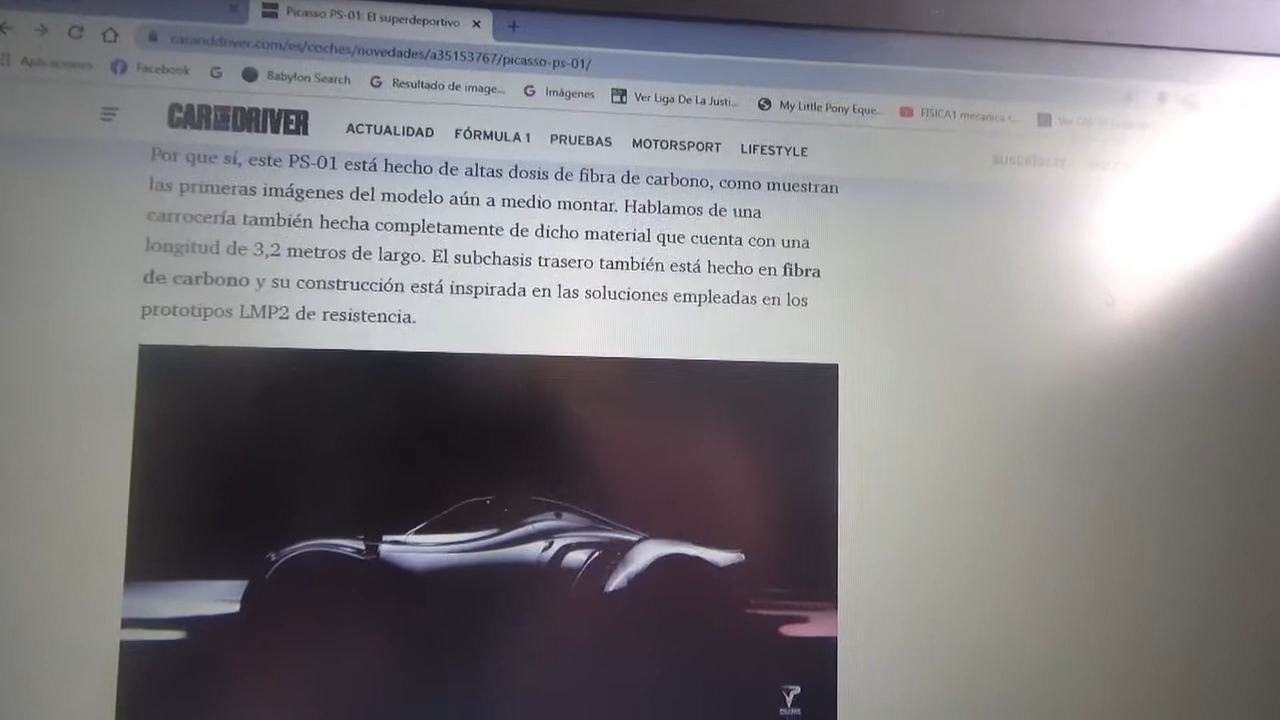 Picasso PS-01: El superdeportivo
caranddriver.com/es/coches/novedades/a35153767/picasso-ps-01/
Aplicaciones Facebook Babylon Search Resultado de image... Imágenes Ver Liga De La Justi... My Little Pony Eque... FISICA1 mecanica
CAR AND DRIVER ACTUALIDAD FÓRMULA 1 PRUEBAS MOTORSPORT LIFESTYLE SUSCRÍBETE
Por que sí, este PS-01 está hecho de altas dosis de fibra de carbono, como muestran
las primeras imágenes del modelo aún a medio montar. Hablamos de una
carrocería también hecha completamente de dicho material que cuenta con una
longitud de 3,2 metros de largo. El subchasis trasero también está hecho en fibra
de carbono y su construcción está inspirada en las soluciones empleadas en los
prototipos LMP2 de resistencia.